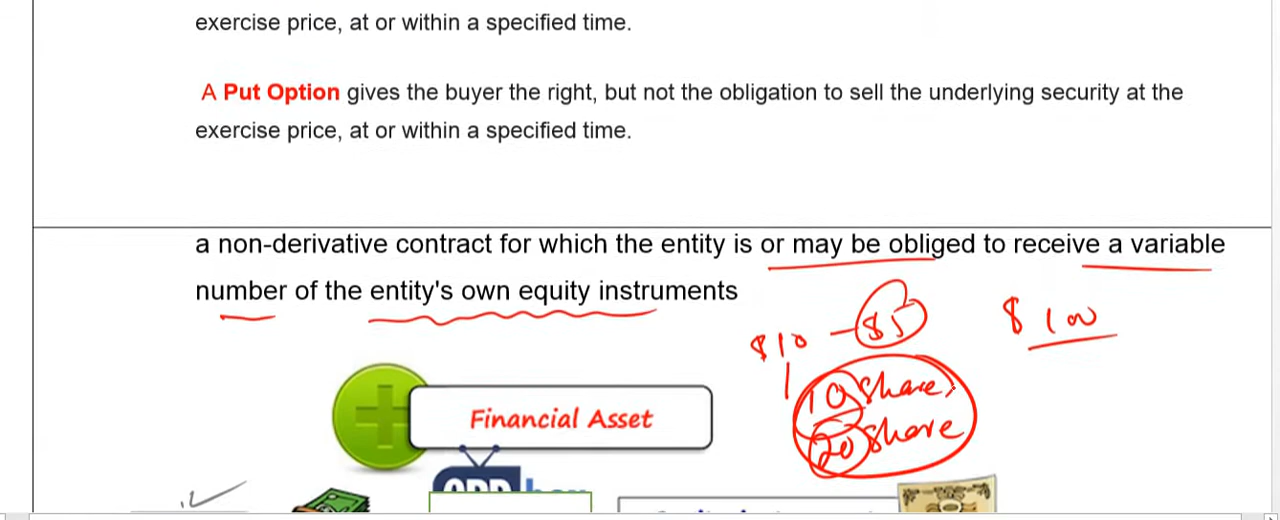 exercise price, at or within a specified time.
A Put Option gives the buyer the right, but not the obligation to sell the underlying security at the
exercise price, at or within a specified time.
a non-derivative contract for which the entity is or may be obliged to receive a variable
number of the entity's own equity instruments
$10 - $5
$100
10 share
20 share
Financial Asset